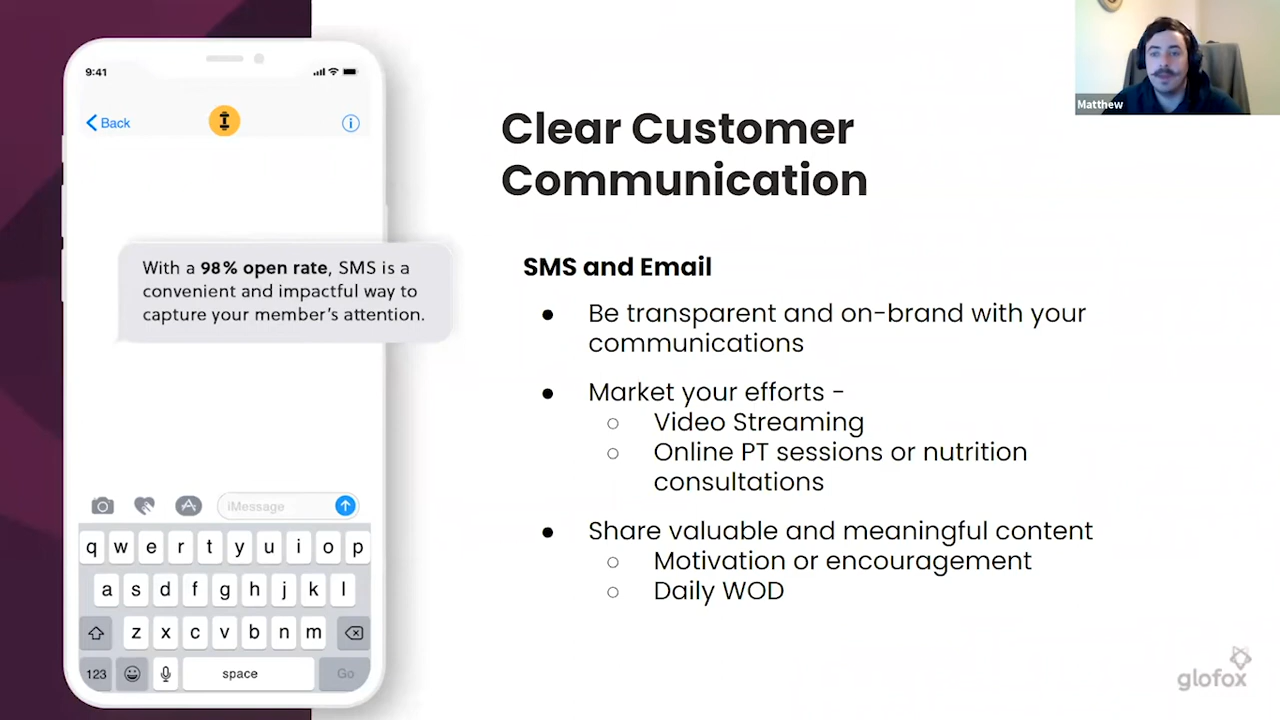 9:41
Back
i
With a 98% open rate, SMS is a
convenient and impactful way to
capture your member's attention.
iMessage
q w e r t y u i o p
a s d f g h j k l
z x c v b n m
123 space Go
Clear Customer
Communication
SMS and Email
● Be transparent and on-brand with your
communications
● Market your efforts -
○ Video Streaming
○ Online PT sessions or nutrition
consultations
● Share valuable and meaningful content
○ Motivation or encouragement
○ Daily WOD
Matthew
glofox